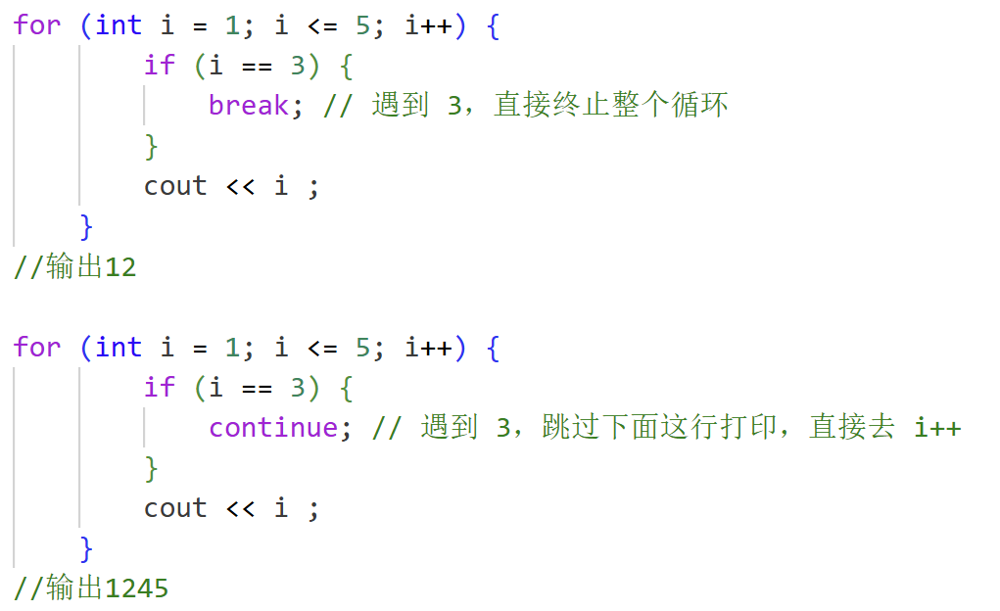 for (int i = 1; i <= 5; i++) {
        if (i == 3) {
            break; // 遇到 3，直接终止整个循环
        }
        cout << i ;
    }
//输出12

for (int i = 1; i <= 5; i++) {
        if (i == 3) {
            continue; // 遇到 3，跳过下面这行打印，直接去 i++
        }
        cout << i ;
    }
//输出1245